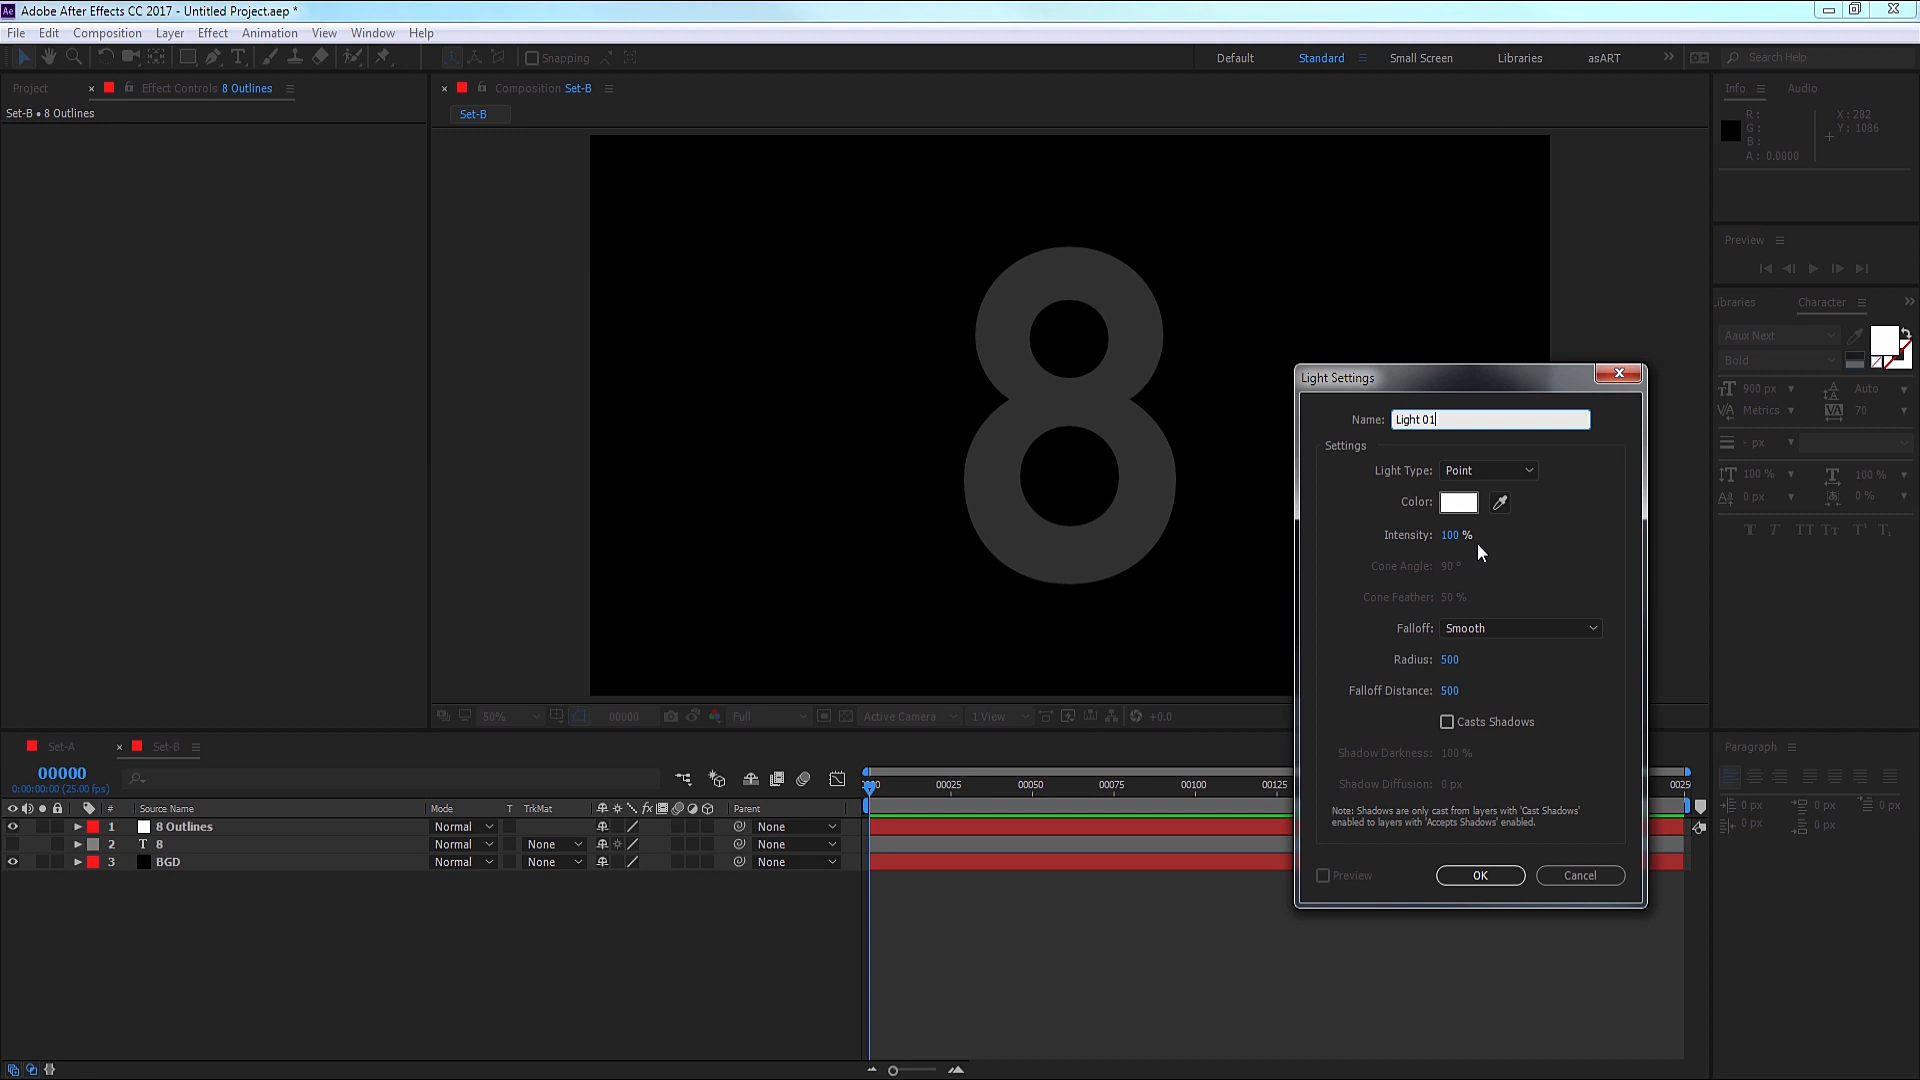 Ae Adobe After Effects CC 2017 - Untitled Project.aep *
File Edit Composition Layer Effect Animation View Window Help
Snapping Default Standard Small Screen Libraries asART Search Help
Project Effect Controls 8 Outlines Composition Set-B Info Audio
Set-B • 8 Outlines
Set-B
R: X: 282
G: Y: 1086
B:
A: 0.0000
Preview
8
ibraries Character
Aaux Next
Bold
900 px Auto
Metrics 70
- px
100 % 100 %
0 px 0 %
Light Settings
Name: Light 01
Settings
Light Type: Point
Color:
Intensity: 100 %
Cone Angle: 90 °
Cone Feather: 50 %
Falloff: Smooth
Radius: 500
Falloff Distance: 500
Casts Shadows
Shadow Darkness: 100 %
Shadow Diffusion: 0 px
Note: Shadows are only cast from layers with 'Cast Shadows'
enabled to layers with 'Accepts Shadows' enabled.
Preview OK Cancel
50% 00000 Full Active Camera 1 View +0.0
Set-A Set-B
00000
0:00:00:00 (25.00 fps)
00025 00050 00075 00100 00125 0025
# Source Name Mode T TrkMat fx Parent
1 8 Outlines Normal None
2 T 8 Normal None None
3 BGD Normal None None
Paragraph
0 px 0 px 0 px
0 px 0 px